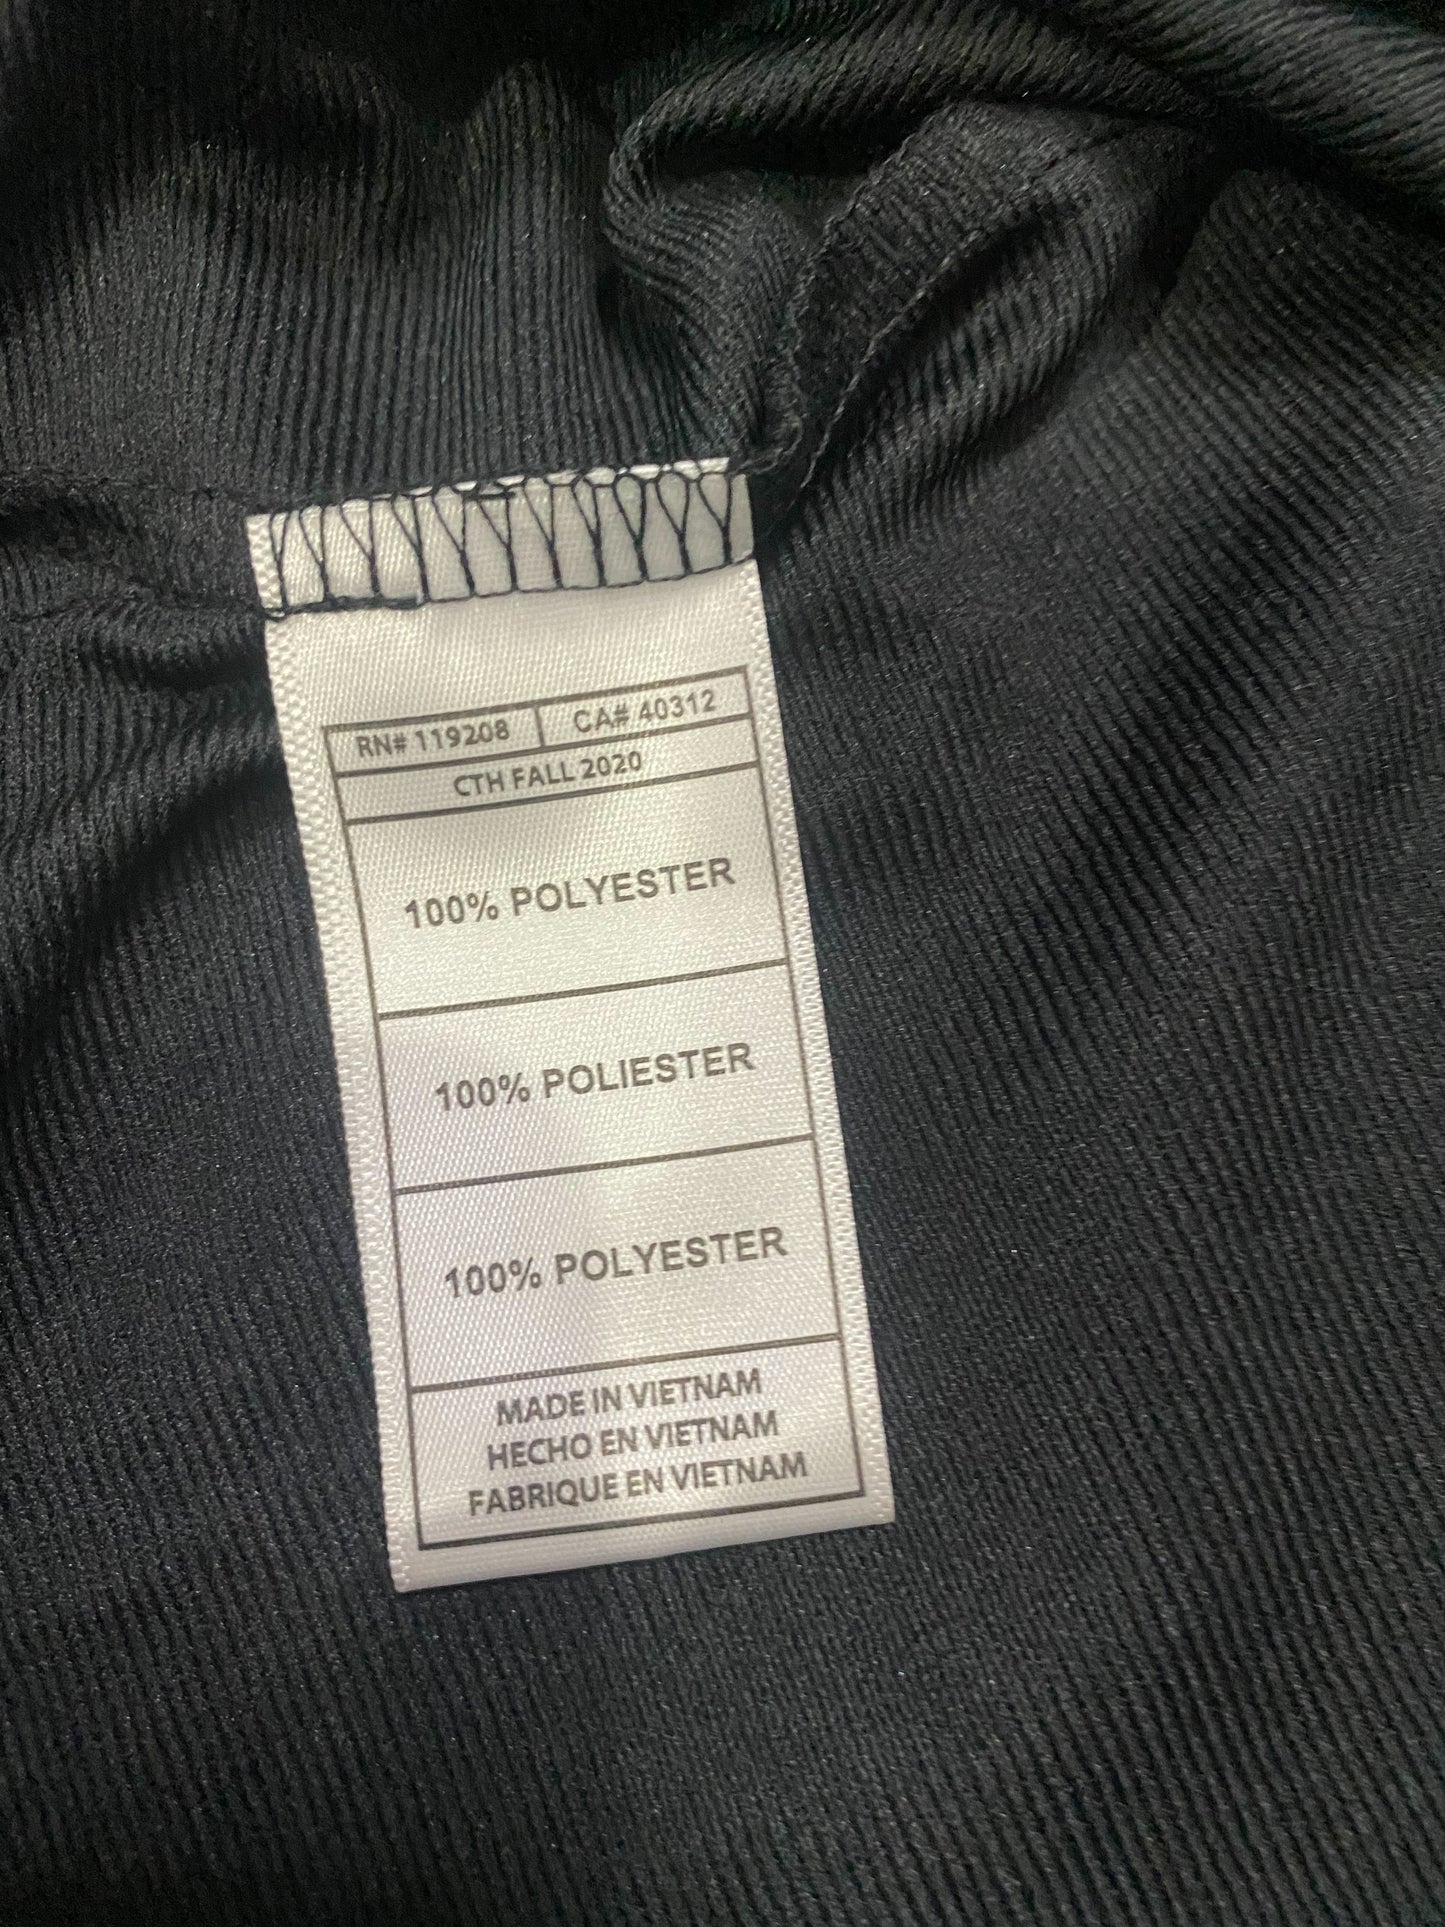 RN# 119208 CA# 40312
CTH FALL 2020
100% POLYESTER
100% POLIESTER
100% POLYESTER
MADE IN VIETNAM
HECHO EN VIETNAM
FABRIQUE EN VIETNAM